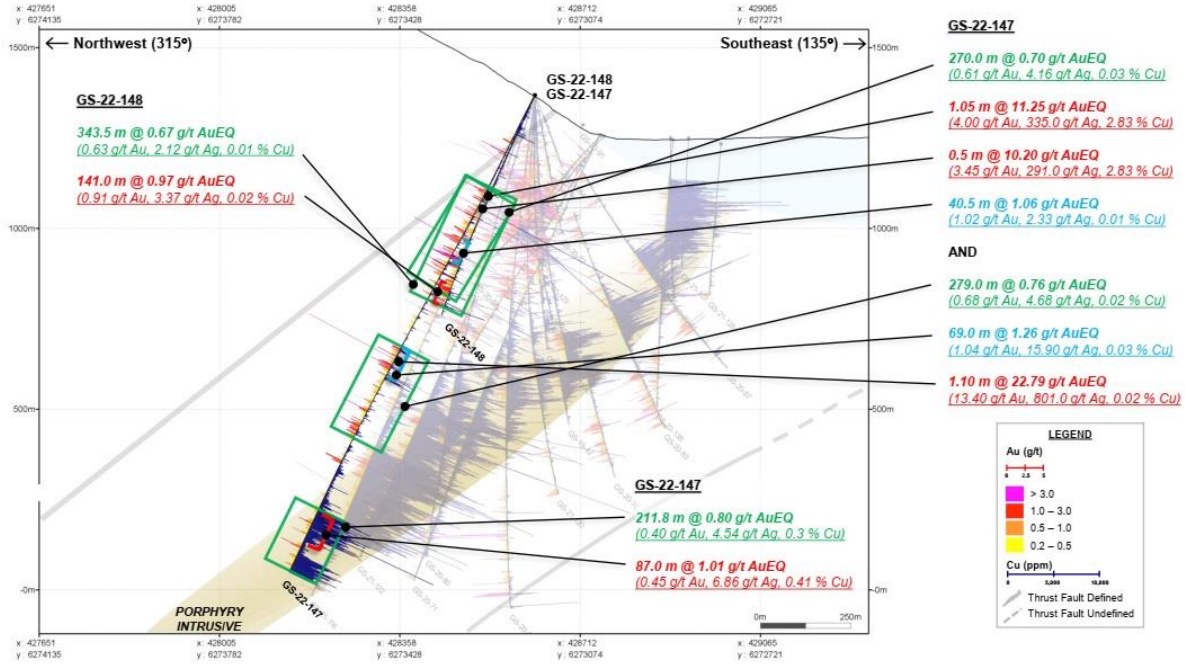 x: 427651 x: 428005 x: 428358 x: 428712 x: 429065
y: 6274135 y: 6273782 y: 6273428 y: 6273074 y: 6272721
1500m
Northwest (315º)
Southeast (135º)
1500m
GS-22-148
GS-22-147
GS-22-148
343.5 m @ 0.67 g/t AuEQ
(0.63 g/t Au, 2.12 g/t Ag, 0.01 % Cu)
141.0 m @ 0.97 g/t AuEQ
(0.91 g/t Au, 3.37 g/t Ag, 0.02 % Cu)
1000m
1000m
GS-22-148
500m
500m
GS-22-147
211.8 m @ 0.80 g/t AuEQ
(0.40 g/t Au, 4.54 g/t Ag, 0.3 % Cu)
87.0 m @ 1.01 g/t AuEQ
(0.45 g/t Au, 6.86 g/t Ag, 0.41 % Cu)
-0m
-0m
GS-22-147
PORPHYRY
INTRUSIVE
0m 250m
x: 427651 x: 428005 x: 428358 x: 428712 x: 429065
y: 6274135 y: 6273782 y: 6273428 y: 6273074 y: 6272721
GS-22-147
270.0 m @ 0.70 g/t AuEQ
(0.61 g/t Au, 4.16 g/t Ag, 0.03 % Cu)
1.05 m @ 11.25 g/t AuEQ
(4.00 g/t Au, 335.0 g/t Ag, 2.83 % Cu)
0.5 m @ 10.20 g/t AuEQ
(3.45 g/t Au, 291.0 g/t Ag, 2.83 % Cu)
40.5 m @ 1.06 g/t AuEQ
(1.02 g/t Au, 2.33 g/t Ag, 0.01 % Cu)
AND
279.0 m @ 0.76 g/t AuEQ
(0.68 g/t Au, 4.68 g/t Ag, 0.02 % Cu)
69.0 m @ 1.26 g/t AuEQ
(1.04 g/t Au, 15.90 g/t Ag, 0.03 % Cu)
1.10 m @ 22.79 g/t AuEQ
(13.40 g/t Au, 801.0 g/t Ag, 0.02 % Cu)
LEGEND
Au (g/t)
0 2.5 5
> 3.0
1.0 – 3.0
0.5 – 1.0
0.2 – 0.5
Cu (ppm)
0 5,000 10,000
Thrust Fault Defined
Thrust Fault Undefined